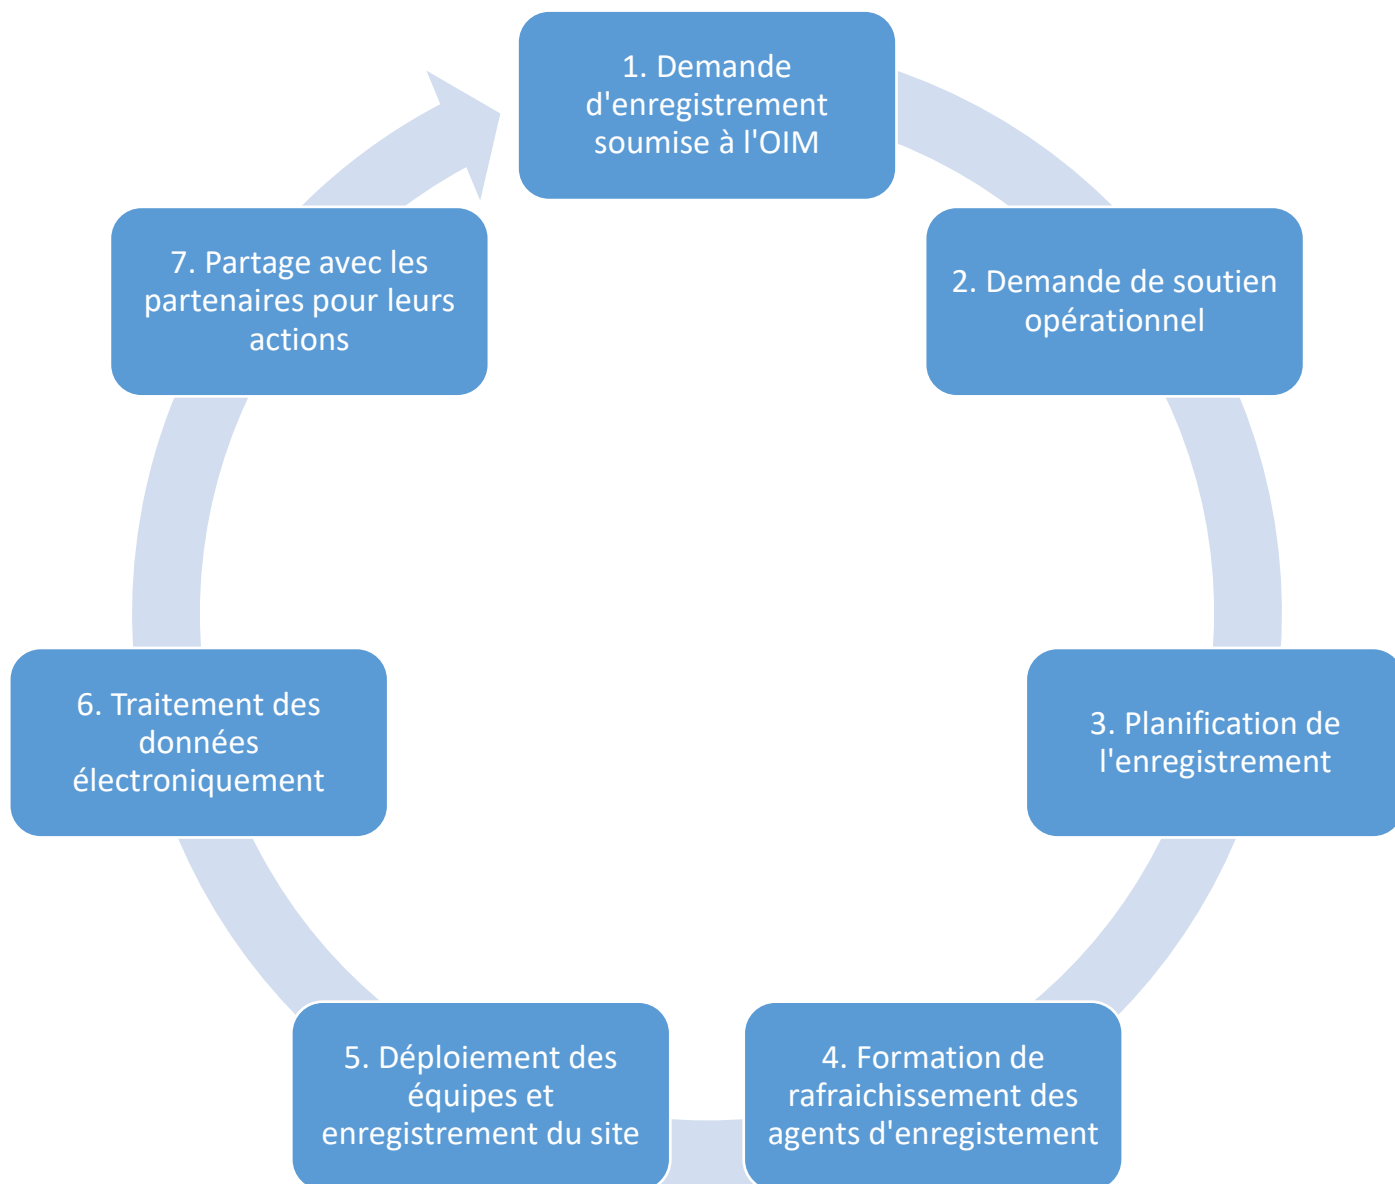 1. Demande
d'enregistrement
soumise à l'OIM
2. Demande de soutien
opérationnel
3. Planification de
l'enregistrement
4. Formation de
rafraichissement des
agents d'enregistement
5. Déploiement des
équipes et
enregistrement du site
6. Traitement des
données
électroniquement
7. Partage avec les
partenaires pour leurs
actions